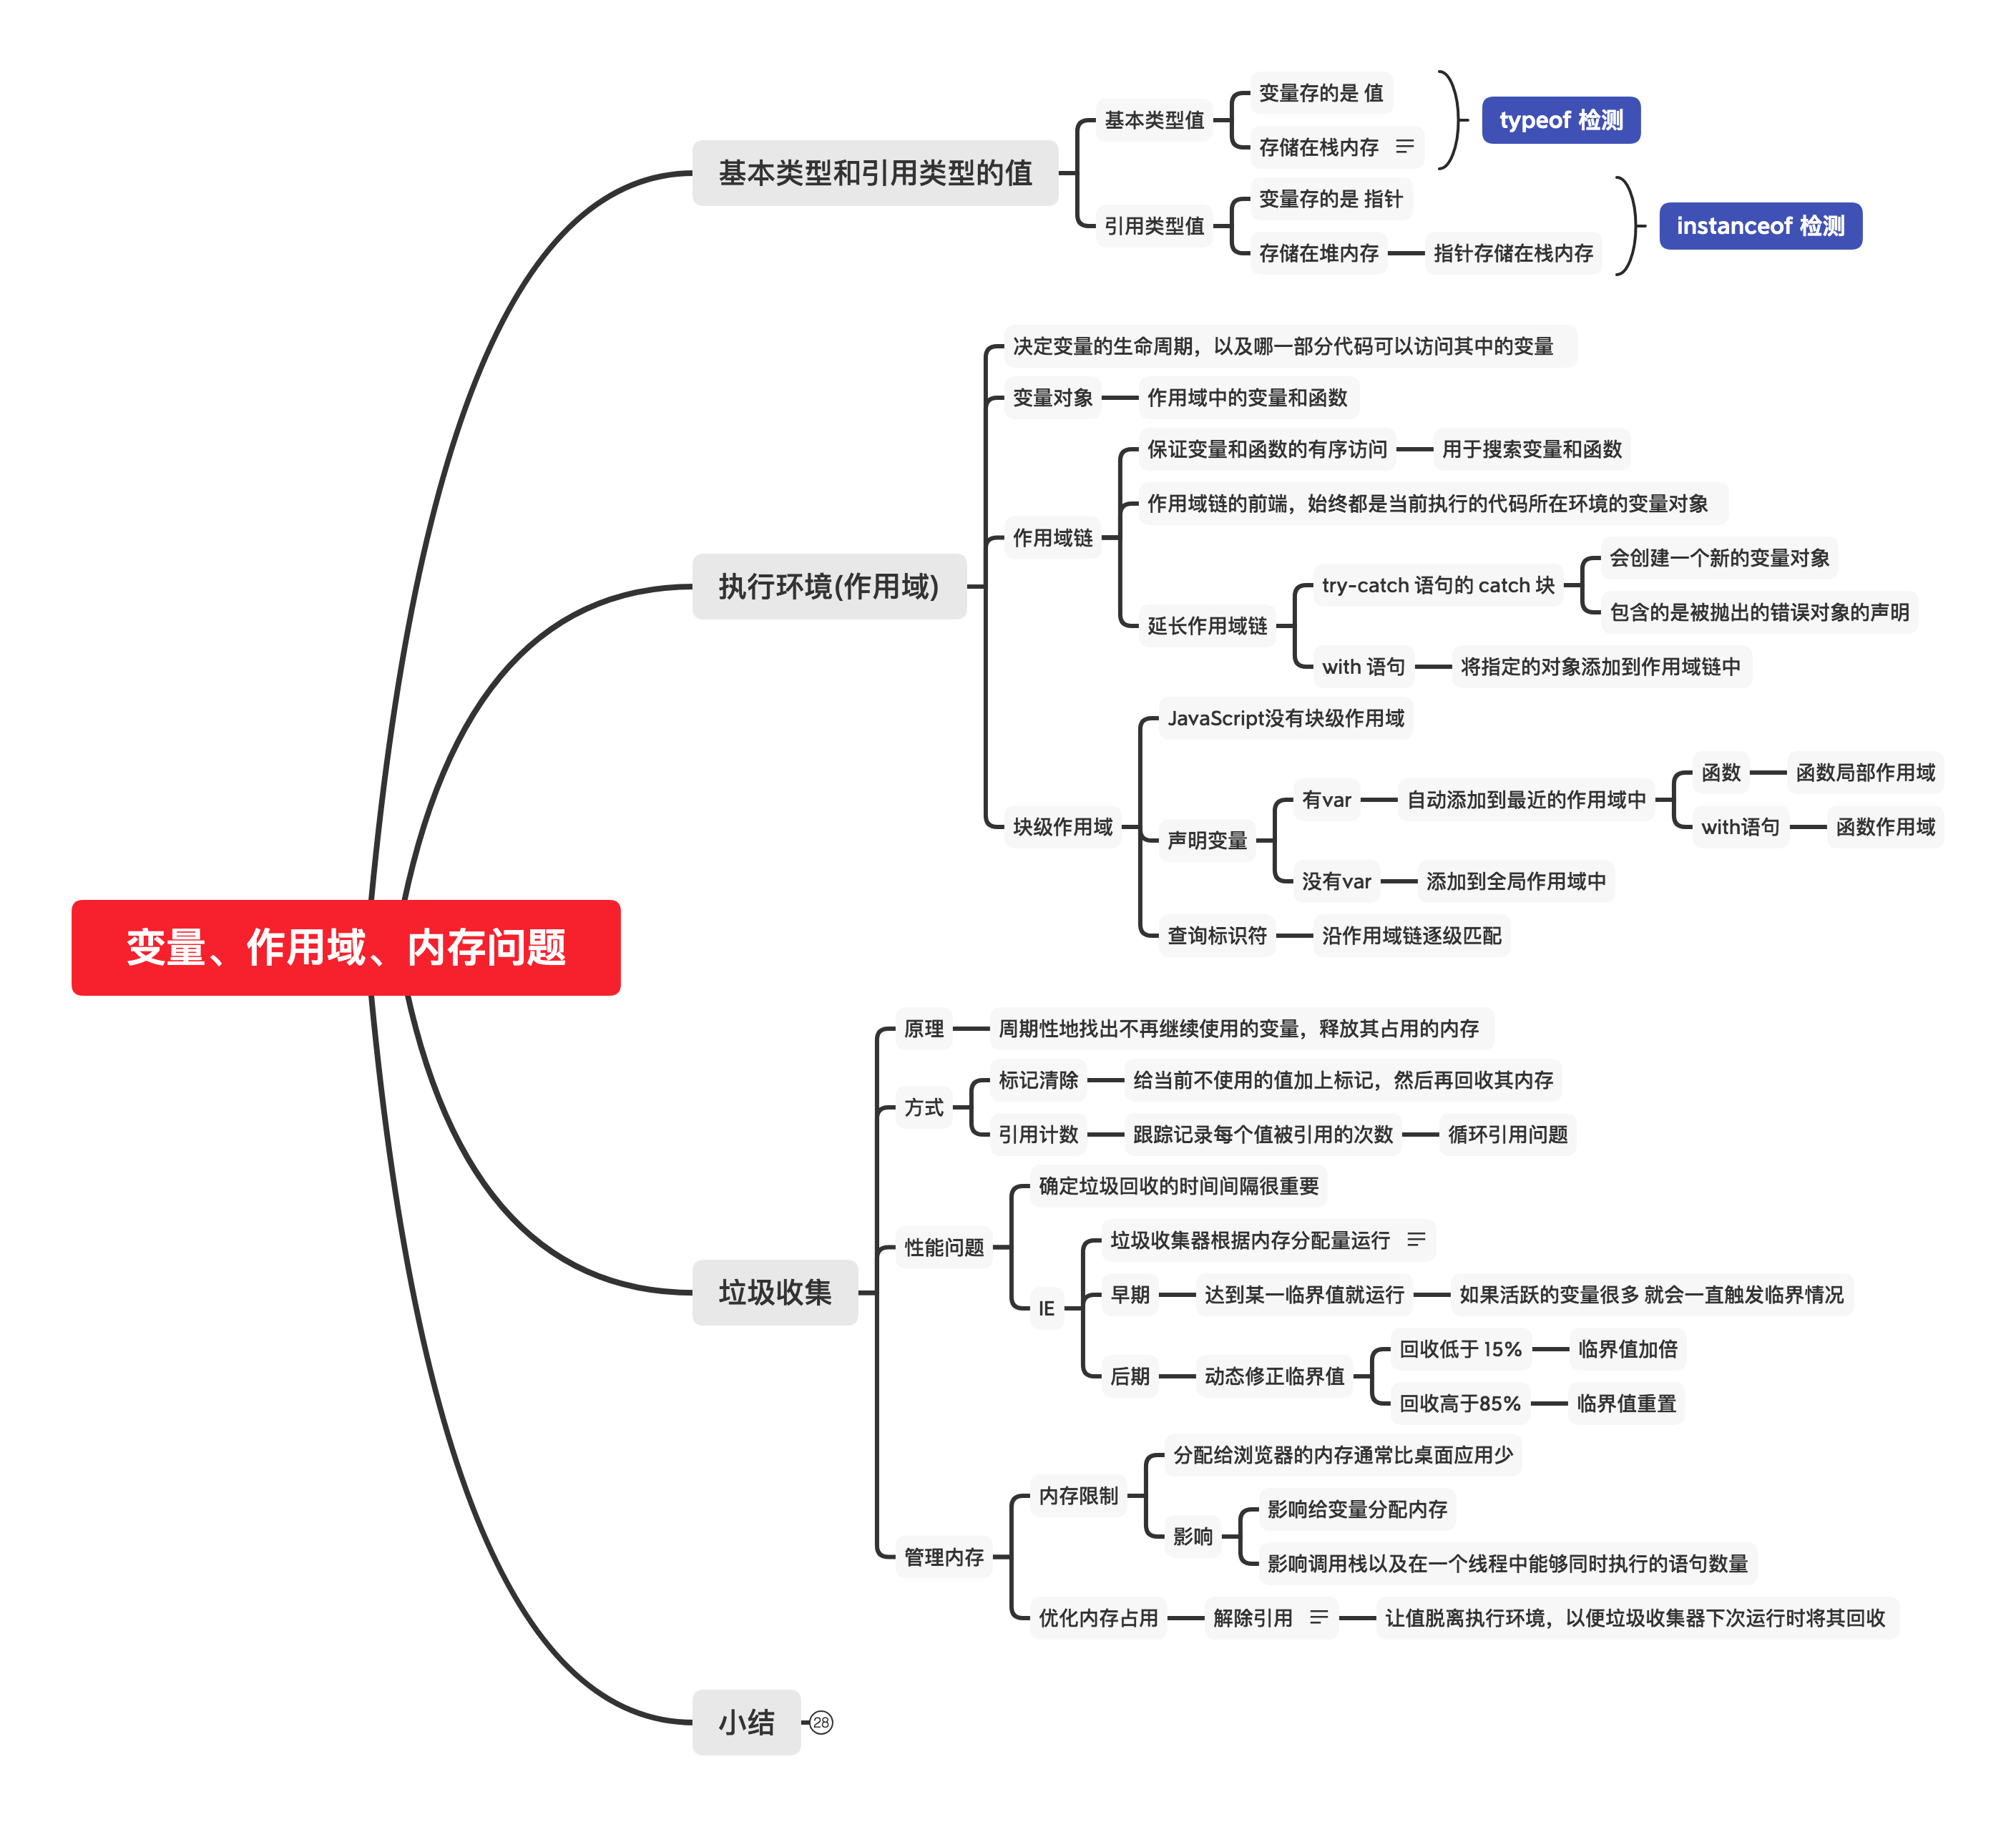 变量、作用域、内存问题
基本类型和引用类型的值
基本类型值
变量存的是 值
存储在栈内存
typeof 检测
引用类型值
变量存的是 指针
存储在堆内存
指针存储在栈内存
instanceof 检测
执行环境(作用域)
决定变量的生命周期，以及哪一部分代码可以访问其中的变量
变量对象
作用域中的变量和函数
作用域链
保证变量和函数的有序访问
用于搜索变量和函数
作用域链的前端，始终都是当前执行的代码所在环境的变量对象
延长作用域链
try-catch 语句的 catch 块
会创建一个新的变量对象
包含的是被抛出的错误对象的声明
with 语句
将指定的对象添加到作用域链中
块级作用域
JavaScript没有块级作用域
声明变量
有var
自动添加到最近的作用域中
函数
函数局部作用域
with语句
函数作用域
没有var
添加到全局作用域中
查询标识符
沿作用域链逐级匹配
垃圾收集
原理
周期性地找出不再继续使用的变量，释放其占用的内存
方式
标记清除
给当前不使用的值加上标记，然后再回收其内存
引用计数
跟踪记录每个值被引用的次数
循环引用问题
性能问题
确定垃圾回收的时间间隔很重要
IE
垃圾收集器根据内存分配量运行
早期
达到某一临界值就运行
如果活跃的变量很多 就会一直触发临界情况
后期
动态修正临界值
回收低于 15%
临界值加倍
回收高于85%
临界值重置
管理内存
内存限制
分配给浏览器的内存通常比桌面应用少
影响
影响给变量分配内存
影响调用栈以及在一个线程中能够同时执行的语句数量
优化内存占用
解除引用
让值脱离执行环境，以便垃圾收集器下次运行时将其回收
小结
28